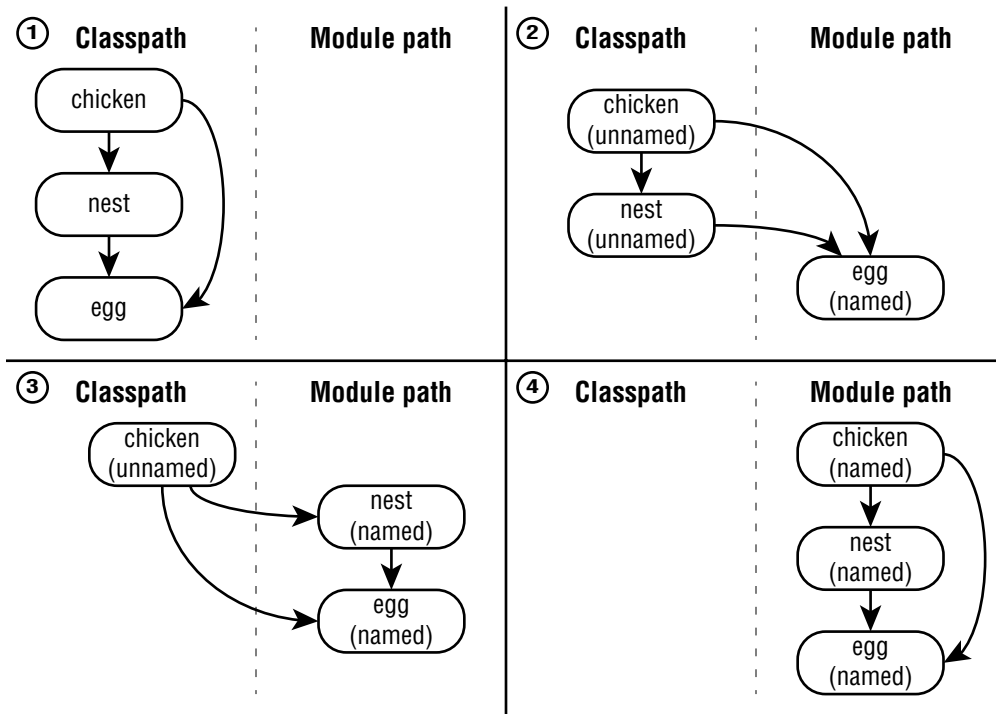 1 Classpath Module path
chicken
nest
egg
2 Classpath Module path
chicken
(unnamed)
nest
(unnamed)
egg
(named)
3 Classpath Module path
chicken
(unnamed)
nest
(named)
egg
(named)
4 Classpath Module path
chicken
(named)
nest
(named)
egg
(named)